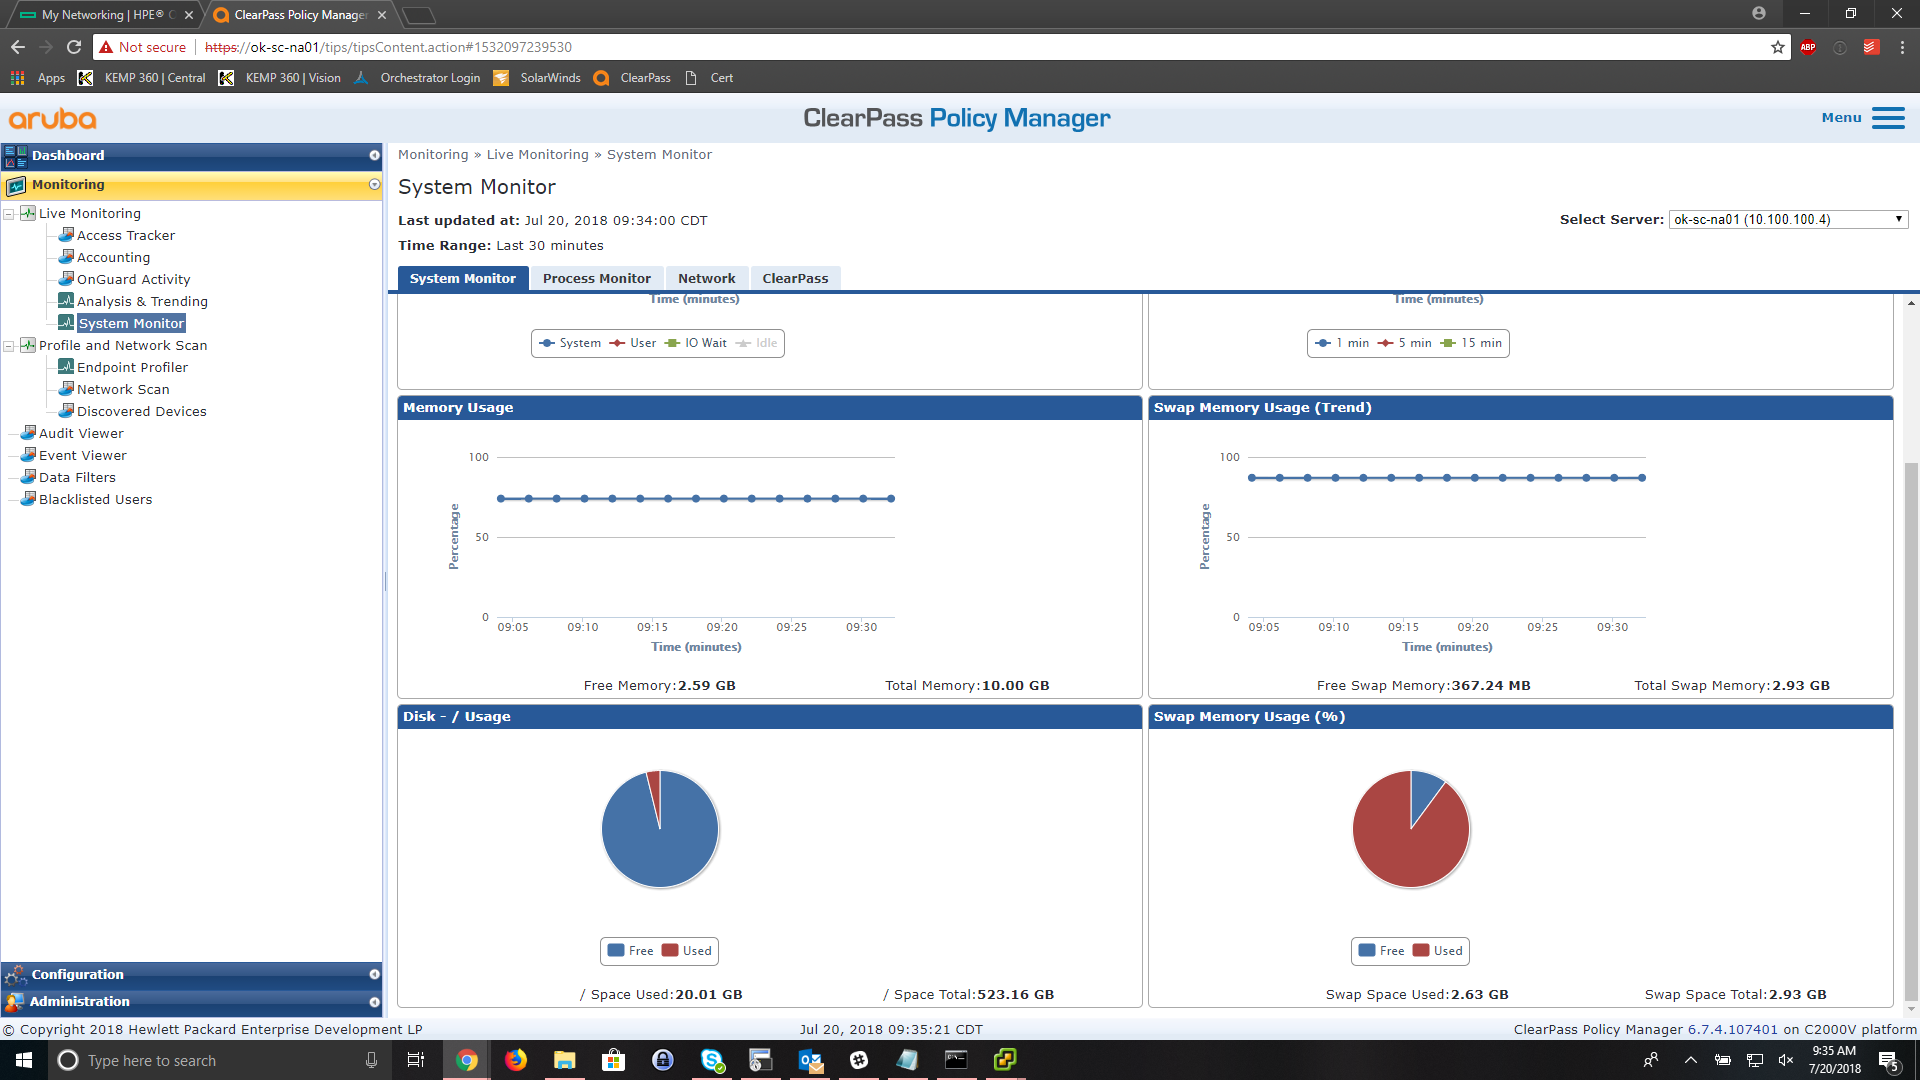 My Networking | HPE® C
ClearPass Policy Manage
Not secure
https://ok-sc-na01/tips/tipsContent.action#1532097239530
ABP
Apps
KEMP 360 | Central
KEMP 360 | Vision
Orchestrator Login
SolarWinds
ClearPass
Cert
aruba
ClearPass Policy Manager
Menu
Dashboard
Monitoring
Live Monitoring
Access Tracker
Accounting
OnGuard Activity
Analysis & Trending
System Monitor
Profile and Network Scan
Endpoint Profiler
Network Scan
Discovered Devices
Audit Viewer
Event Viewer
Data Filters
Blacklisted Users
Configuration
Administration
Monitoring » Live Monitoring » System Monitor
System Monitor
Last updated at: Jul 20, 2018 09:34:00 CDT
Select Server: ok-sc-na01 (10.100.100.4)
Time Range: Last 30 minutes
System Monitor
Process Monitor
Network
ClearPass
Time (minutes)
System User IO Wait Idle
Time (minutes)
1 min 5 min 15 min
Memory Usage
100
50
0
Percentage
09:05 09:10 09:15 09:20 09:25 09:30
Time (minutes)
Free Memory:2.59 GB
Total Memory:10.00 GB
Swap Memory Usage (Trend)
100
50
0
Percentage
09:05 09:10 09:15 09:20 09:25 09:30
Time (minutes)
Free Swap Memory:367.24 MB
Total Swap Memory:2.93 GB
Disk - / Usage
Free Used
/ Space Used:20.01 GB
/ Space Total:523.16 GB
Swap Memory Usage (%)
Free Used
Swap Space Used:2.63 GB
Swap Space Total:2.93 GB
© Copyright 2018 Hewlett Packard Enterprise Development LP
Jul 20, 2018 09:35:21 CDT
ClearPass Policy Manager 6.7.4.107401 on C2000V platform
Type here to search
9:35 AM
7/20/2018
5